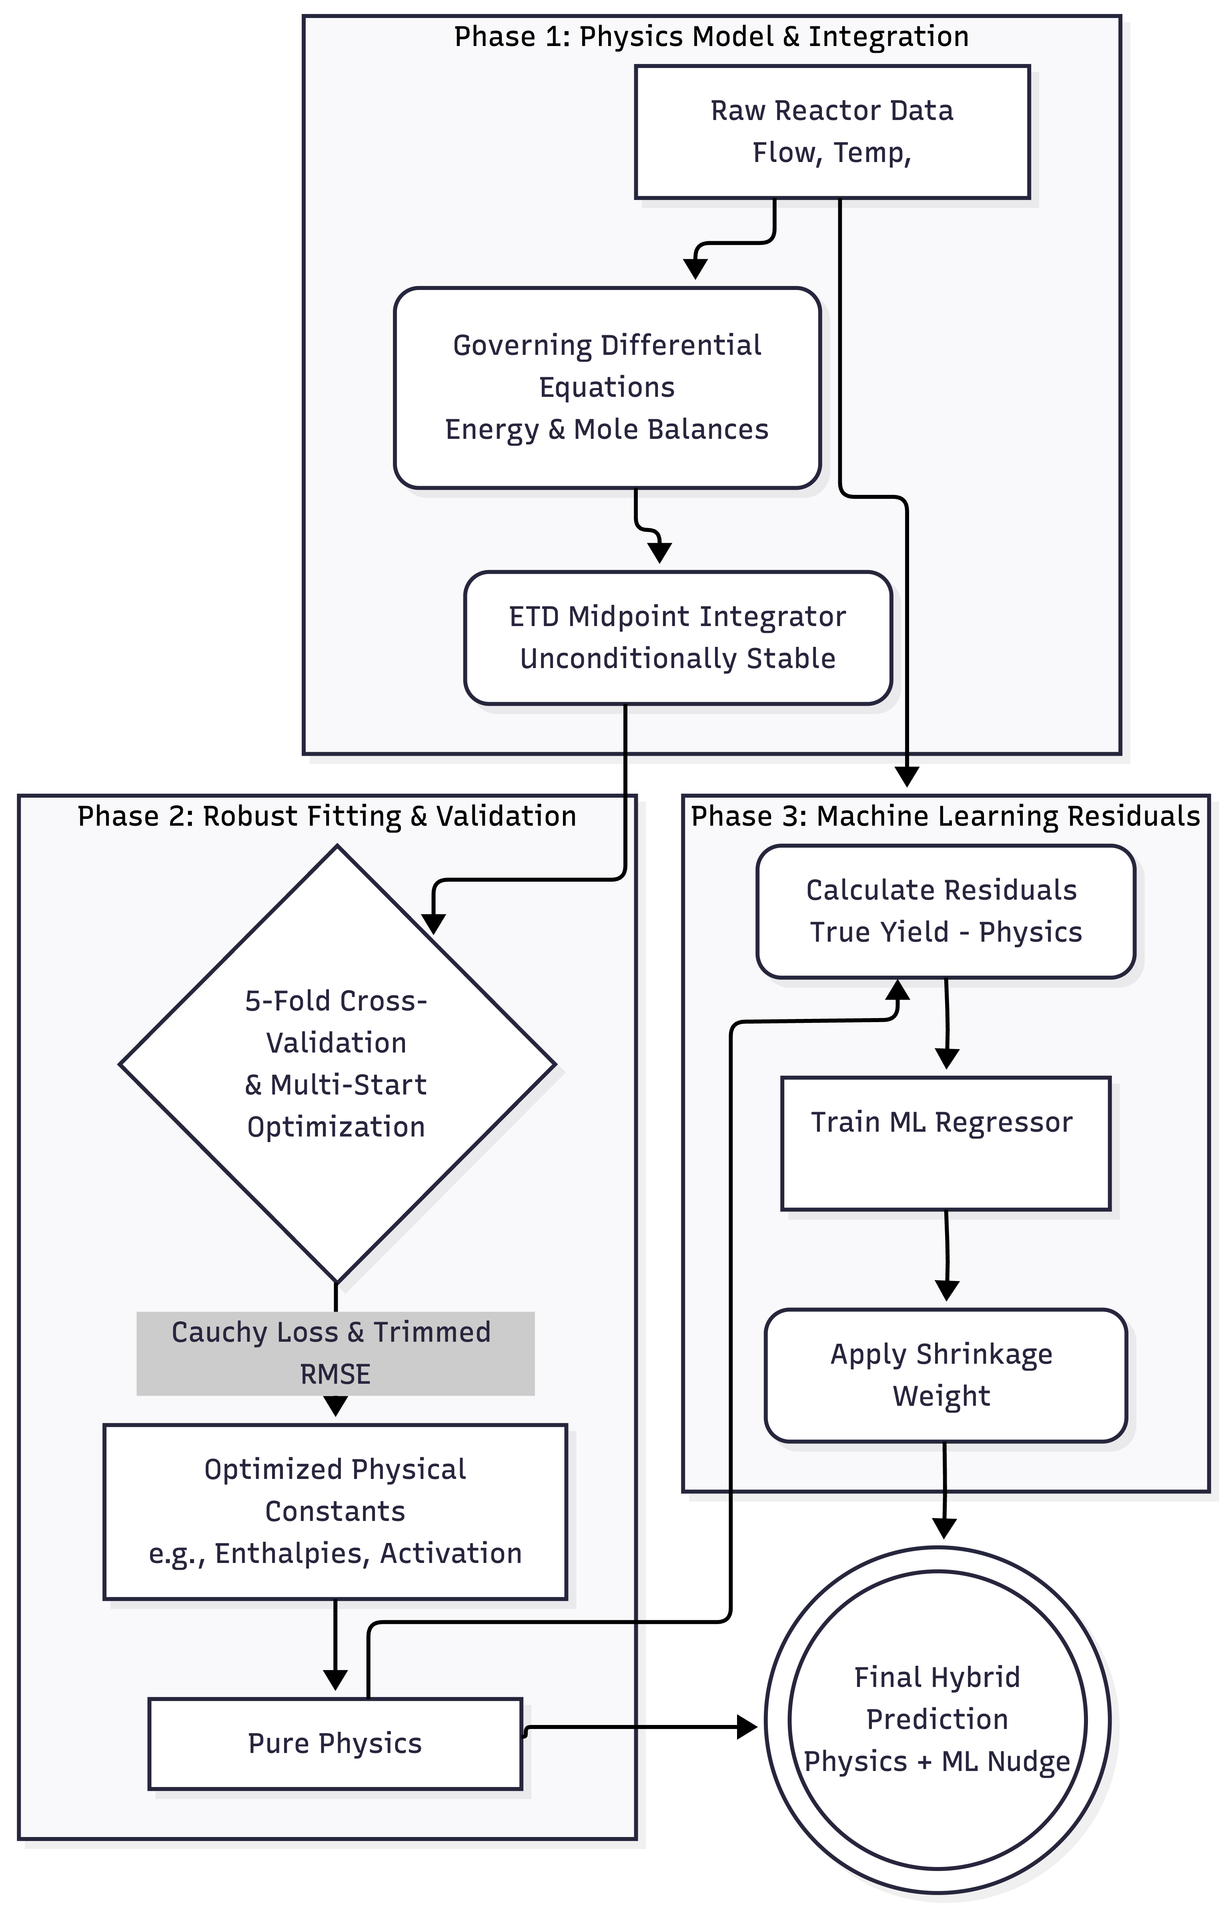 Phase 1: Physics Model & Integration
Raw Reactor Data
Flow, Temp,
Governing Differential
Equations
Energy & Mole Balances
ETD Midpoint Integrator
Unconditionally Stable
Phase 2: Robust Fitting & Validation
5-Fold Cross-
Validation
& Multi-Start
Optimization
Cauchy Loss & Trimmed
RMSE
Optimized Physical
Constants
e.g., Enthalpies, Activation
Pure Physics
Phase 3: Machine Learning Residuals
Calculate Residuals
True Yield - Physics
Train ML Regressor
Apply Shrinkage
Weight
Final Hybrid
Prediction
Physics + ML Nudge